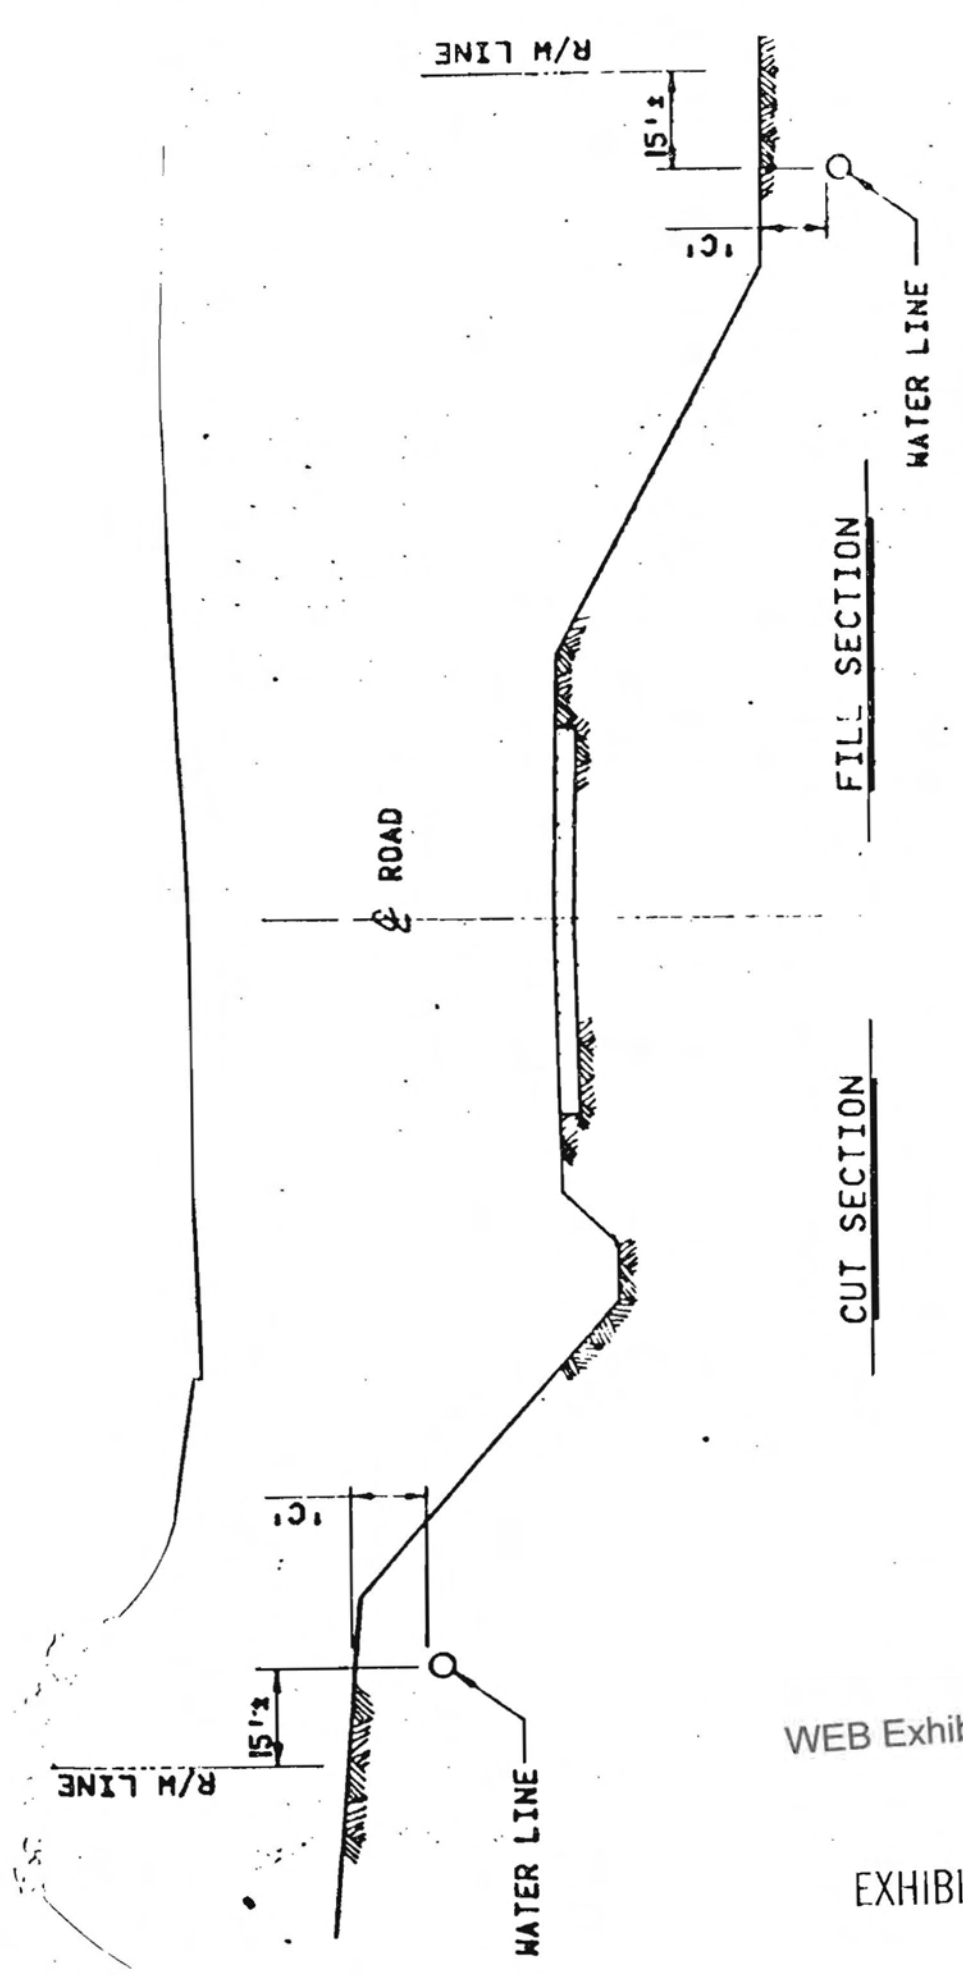 R/W LINE
15'±
'C'
WATER LINE
℄ ROAD
FILL SECTION
CUT SECTION
'C'
15'±
R/W LINE
WATER LINE
WEB Exhib
EXHIBI